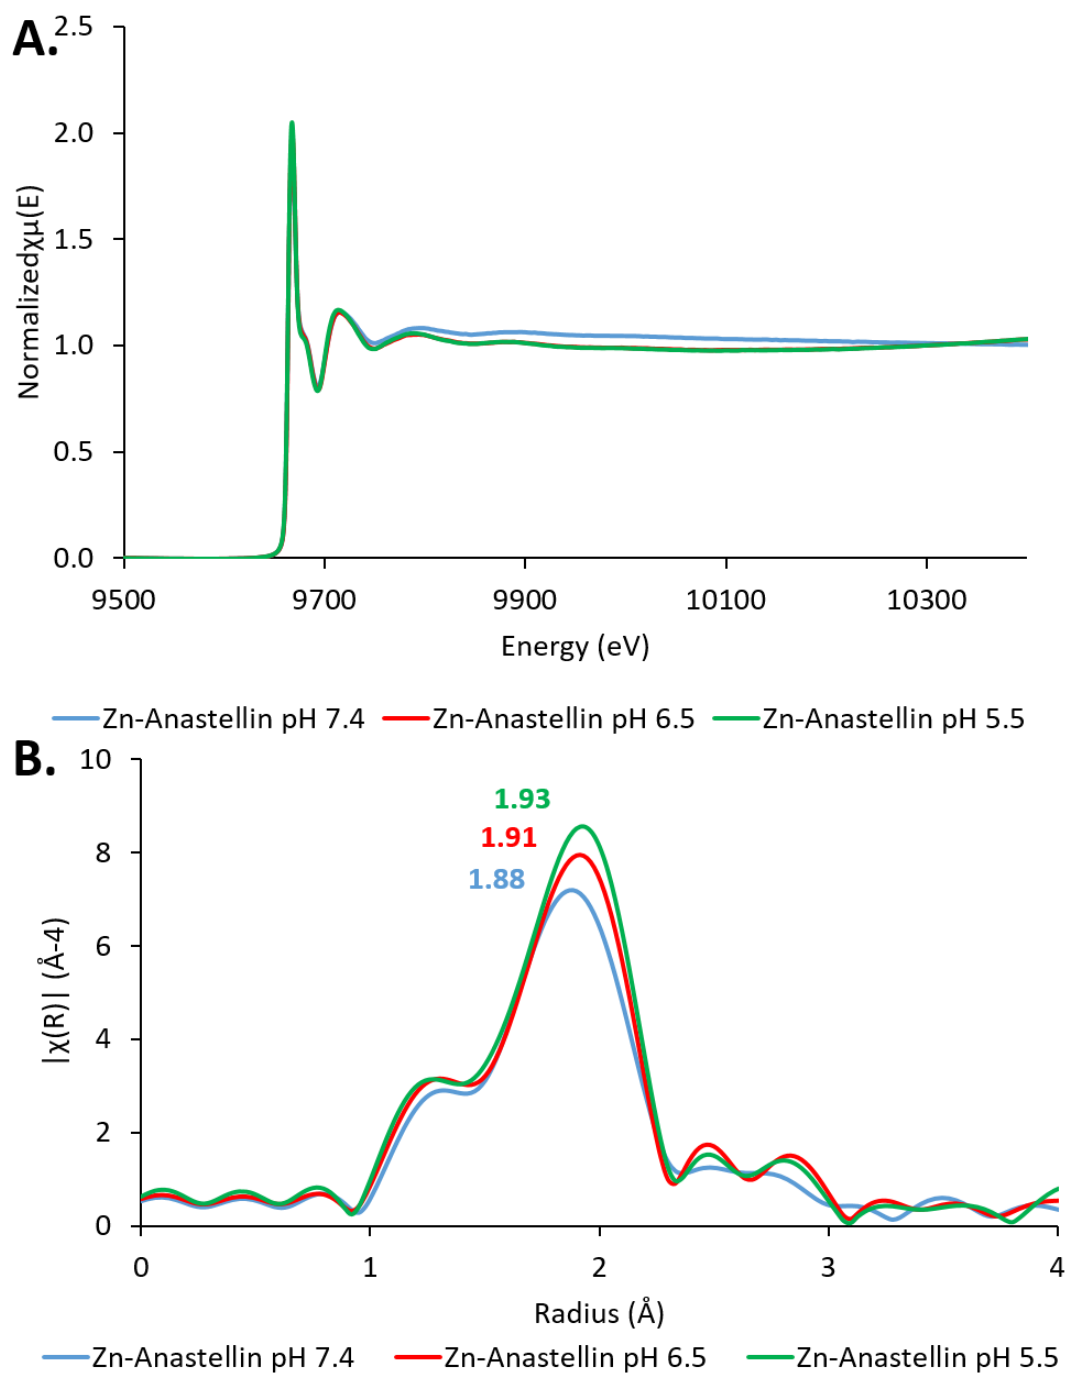 A.
2.5
2.0
1.5
1.0
0.5
0.0
Normalizedχμ(E)
9500 9700 9900 10100 10300
Energy (eV)
Zn-Anastellin pH 7.4 Zn-Anastellin pH 6.5 Zn-Anastellin pH 5.5
B.
10
8
6
4
2
0
|χ(R)| (Å-4)
1.93
1.91
1.88
0 1 2 3 4
Radius (Å)
Zn-Anastellin pH 7.4 Zn-Anastellin pH 6.5 Zn-Anastellin pH 5.5